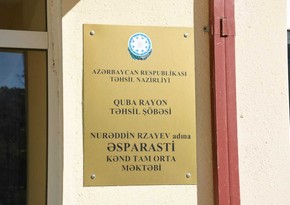 AZƏRBAYCAN RESPUBLİKASI
TƏHSİL NAZİRLİYİ
QUBA RAYON
TƏHSİL ŞÖBƏSİ
NURƏDDİN RZAYEV adına
ƏSPARASTİ
KƏND TAM ORTA
MƏKTƏBİ